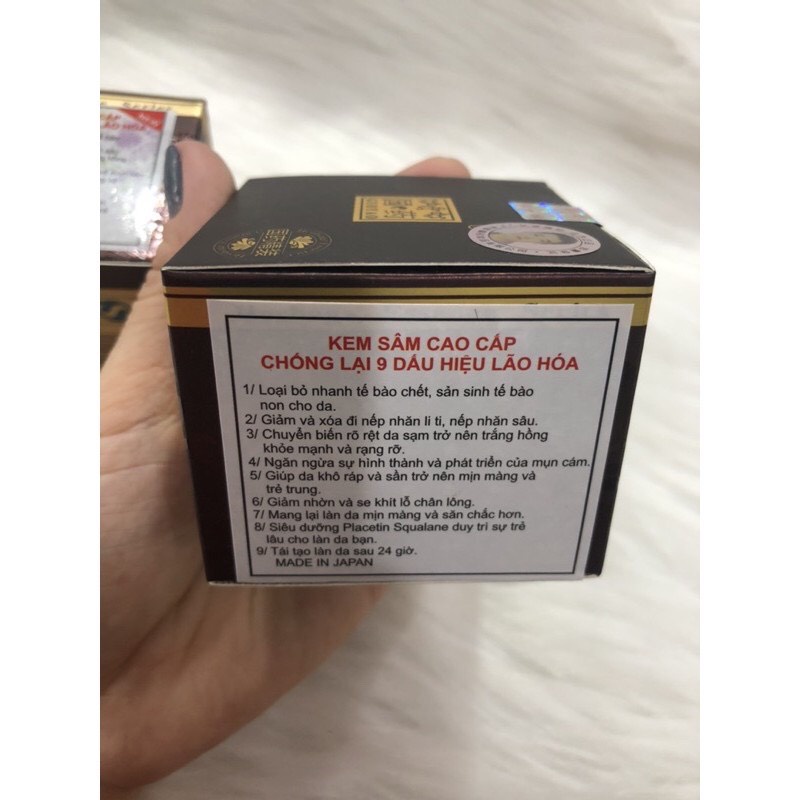 KEM SÂM CAO CẤP
CHỐNG LẠI 9 DẤU HIỆU LÃO HÓA
1/ Loại bỏ nhanh tế bào chết, sản sinh tế bào
non cho da.
2/ Giảm và xóa đi nếp nhăn li ti, nếp nhăn sâu.
3/ Chuyển biến rõ rệt da sạm trở nên trắng hồng
khỏe mạnh và rạng rỡ.
4/ Ngăn ngừa sự hình thành và phát triển của mụn cám.
5/ Giúp da khô ráp và sần trở nên mịn màng và
trẻ trung.
6/ Giảm nhờn và se khít lỗ chân lông.
7/ Mang lại làn da mịn màng và săn chắc hơn.
8/ Siêu dưỡng Placetin Squalane duy trì sự trẻ
lâu cho làn da bạn.
9/ Tái tạo làn da sau 24 giờ.
MADE IN JAPAN